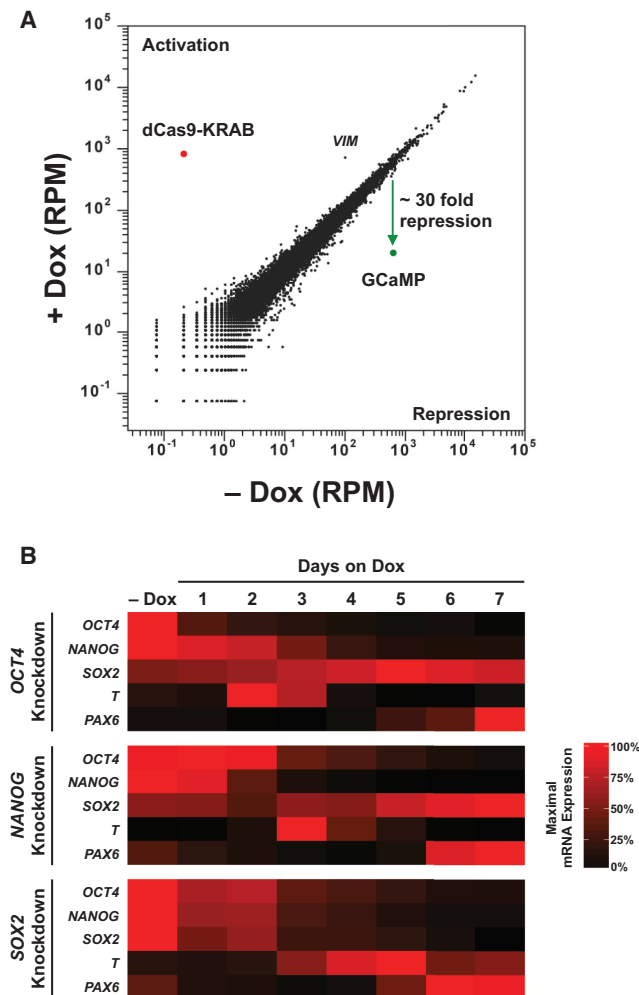 A
Activation
dCas9-KRAB
VIM
~ 30 fold
repression
GCaMP
Repression
+ Dox (RPM)
10^5
10^4
10^3
10^2
10^1
10^0
10^-1
10^-1 10^0 10^1 10^2 10^3 10^4 10^5
– Dox (RPM)
B
Days on Dox
– Dox 1 2 3 4 5 6 7
OCT4
Knockdown
OCT4
NANOG
SOX2
T
PAX6
NANOG
Knockdown
OCT4
NANOG
SOX2
T
PAX6
SOX2
Knockdown
OCT4
NANOG
SOX2
T
PAX6
Maximal
mRNA Expression
100%
75%
50%
25%
0%